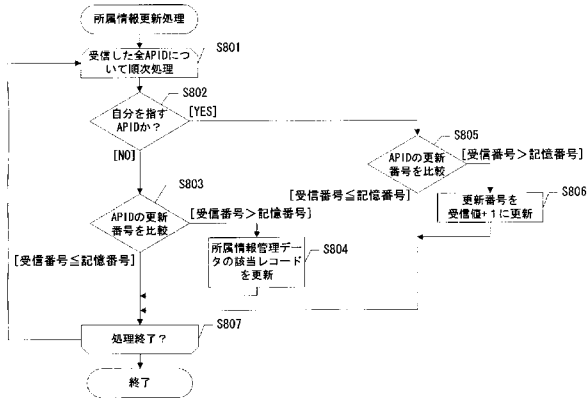 所属情報更新処理
受信した全APIDにつ
いて順次処理
S801
自分を指す
APIDか？
S802
[YES]
[NO]
APIDの更新
番号を比較
S805
[受信番号＞記憶番号]
[受信番号≦記憶番号]
更新番号を
受信値+1に更新
S806
APIDの更新
番号を比較
S803
[受信番号＞記憶番号]
[受信番号≦記憶番号]
所属情報管理デー
タの該当レコード
を更新
S804
処理終了？
S807
終了